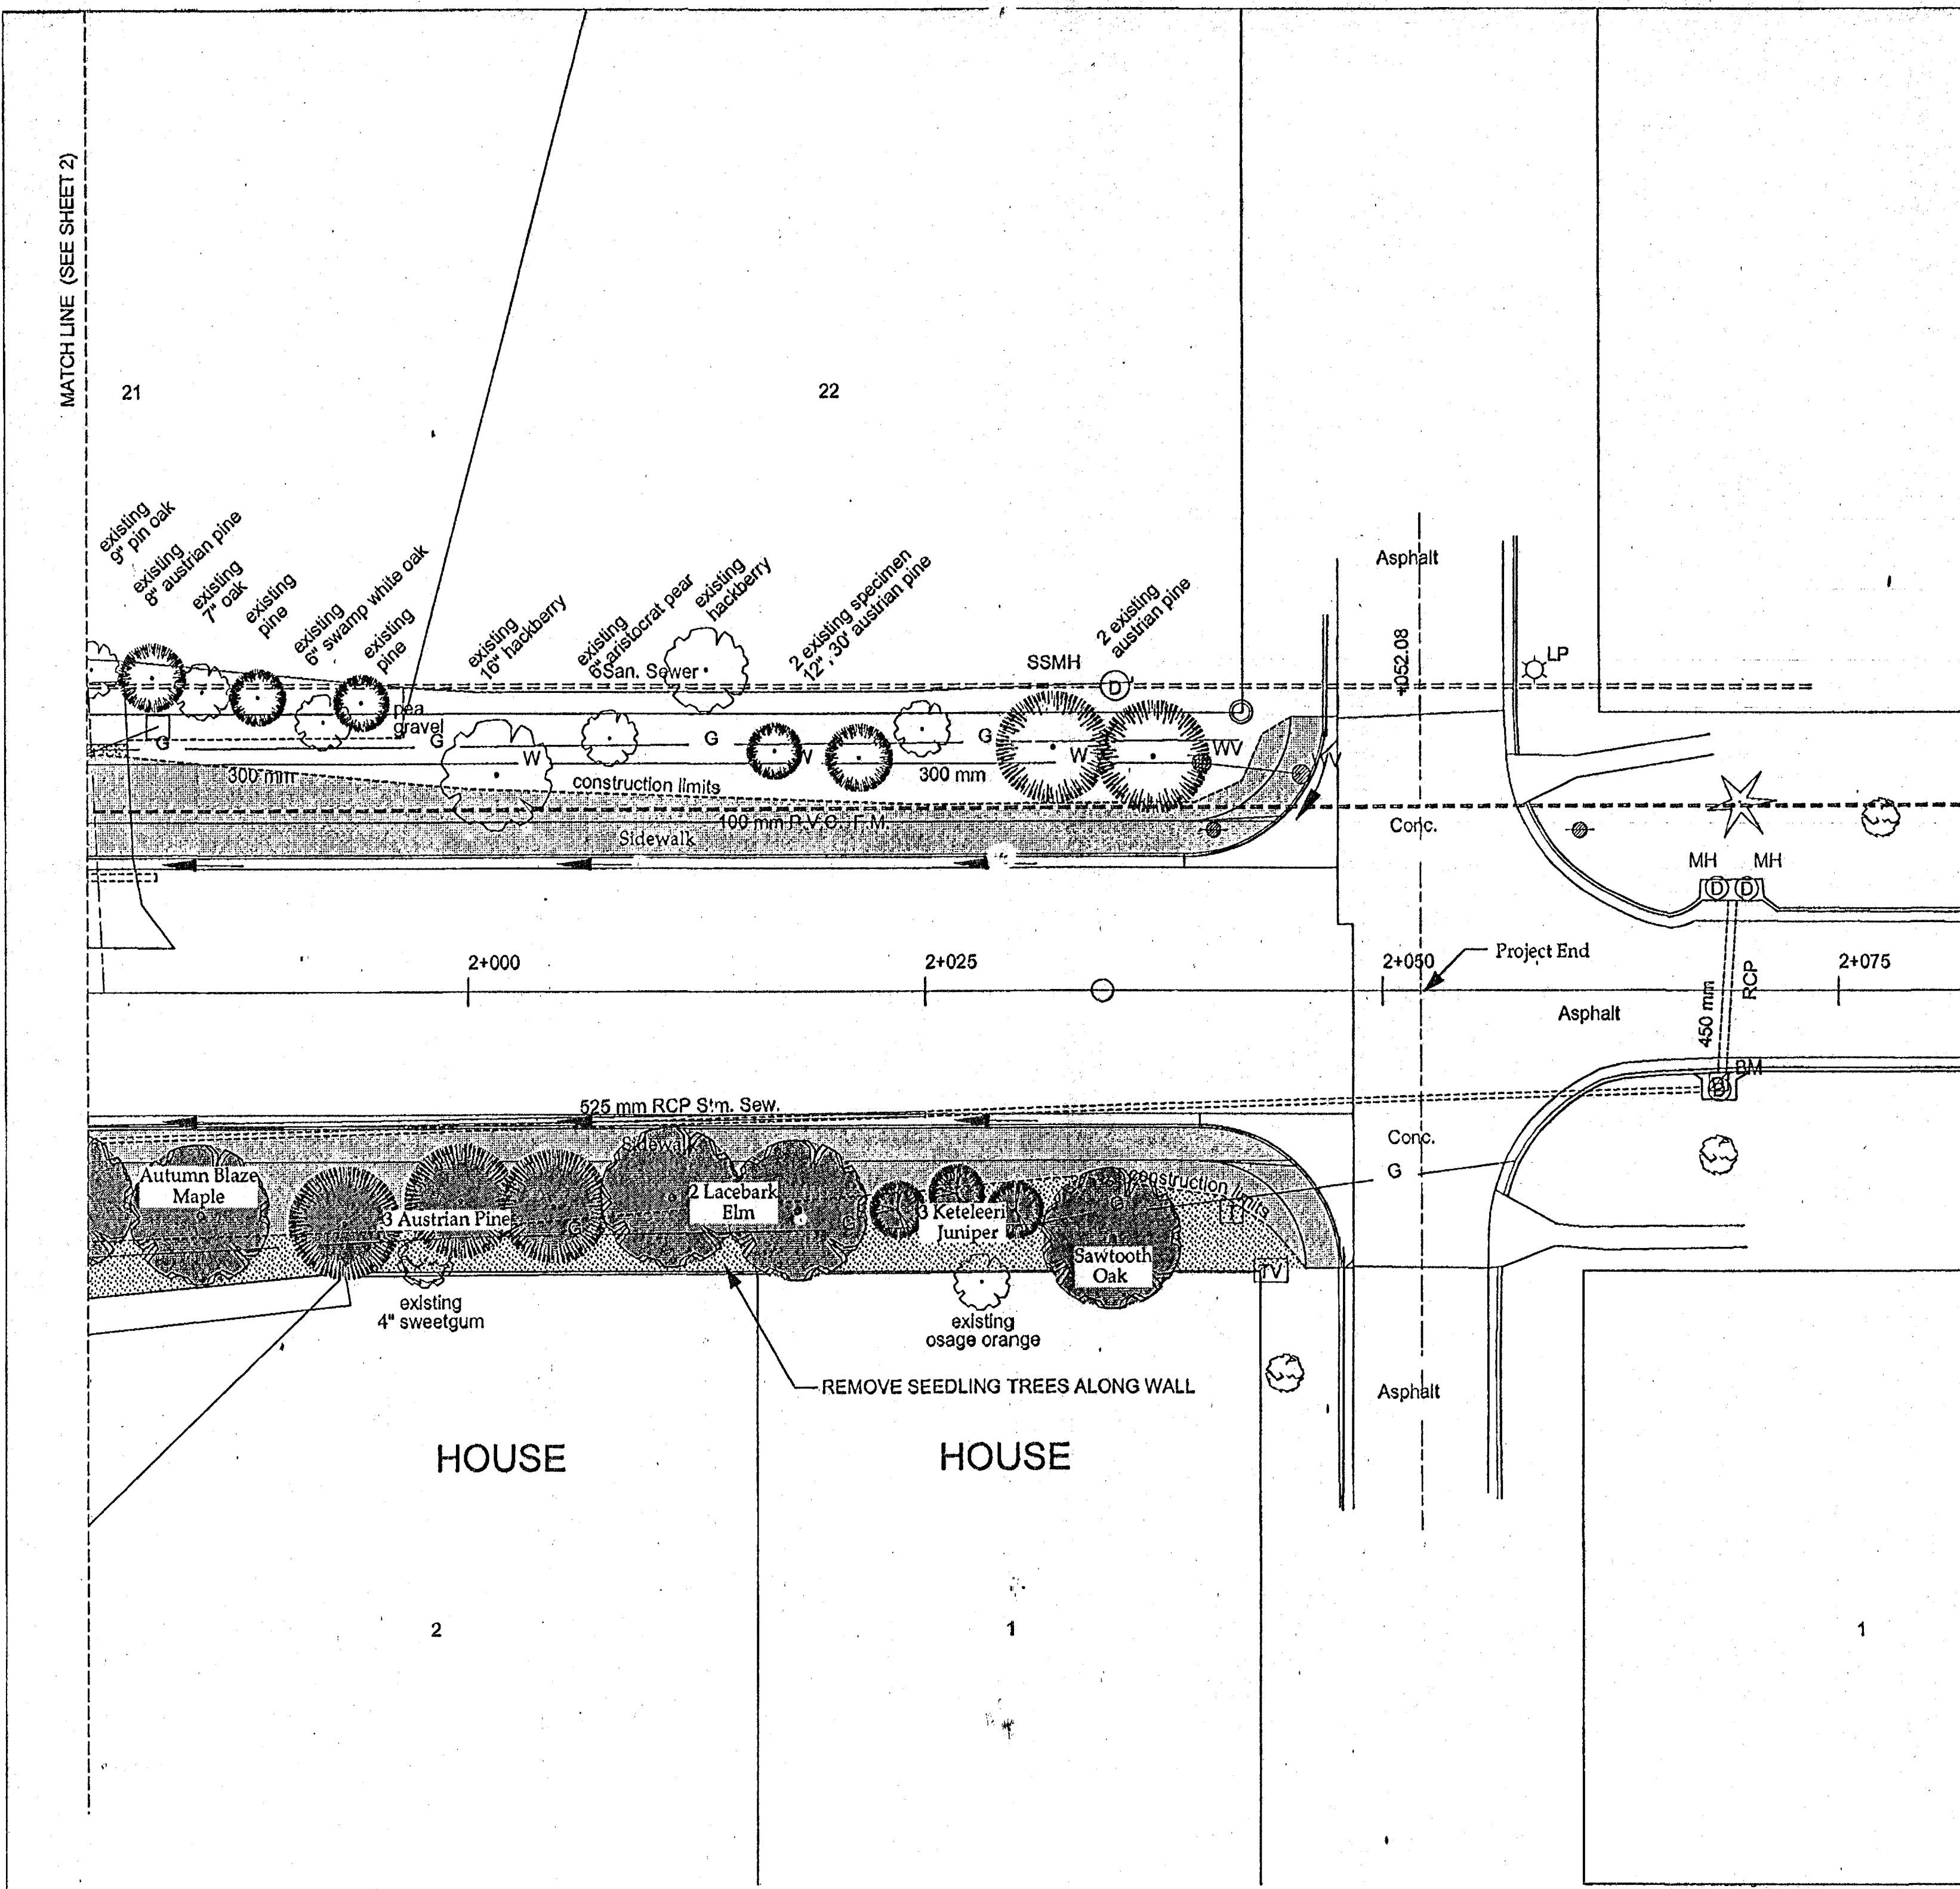 MATCH LINE (SEE SHEET 2)
21
22
existing
9" pin oak
existing
8" austrian pine
existing
7" oak
existing
pine
existing
6" swamp white oak
existing
pine
existing
16" hackberry
existing
6" aristocrat pear
existing
hackberry
2 existing specimen
12", 30' austrian pine
2 existing
austrian pine
San. Sewer
SSMH
D
Asphalt
+052.08
LP
pea
gravel
G
G
G
G
W
W
W
WV
WV
300 mm
300 mm
construction limits
100 mm P.V.C. F.M.
Sidewalk
Conc.
MH
MH
D
D
2+000
2+025
2+050
2+075
Project End
Asphalt
450 mm
RCP
BM
525 mm RCP Stm. Sew.
Sidewalk
Conc.
G
Autumn Blaze
Maple
3 Austrian Pine
2 Lacebark
Elm
3 Keteleeri
Juniper
Sawtooth
Oak
construction limits
G
G
G
T
TV
existing
4" sweetgum
existing
osage orange
REMOVE SEEDLING TREES ALONG WALL
Asphalt
HOUSE
HOUSE
2
1
1